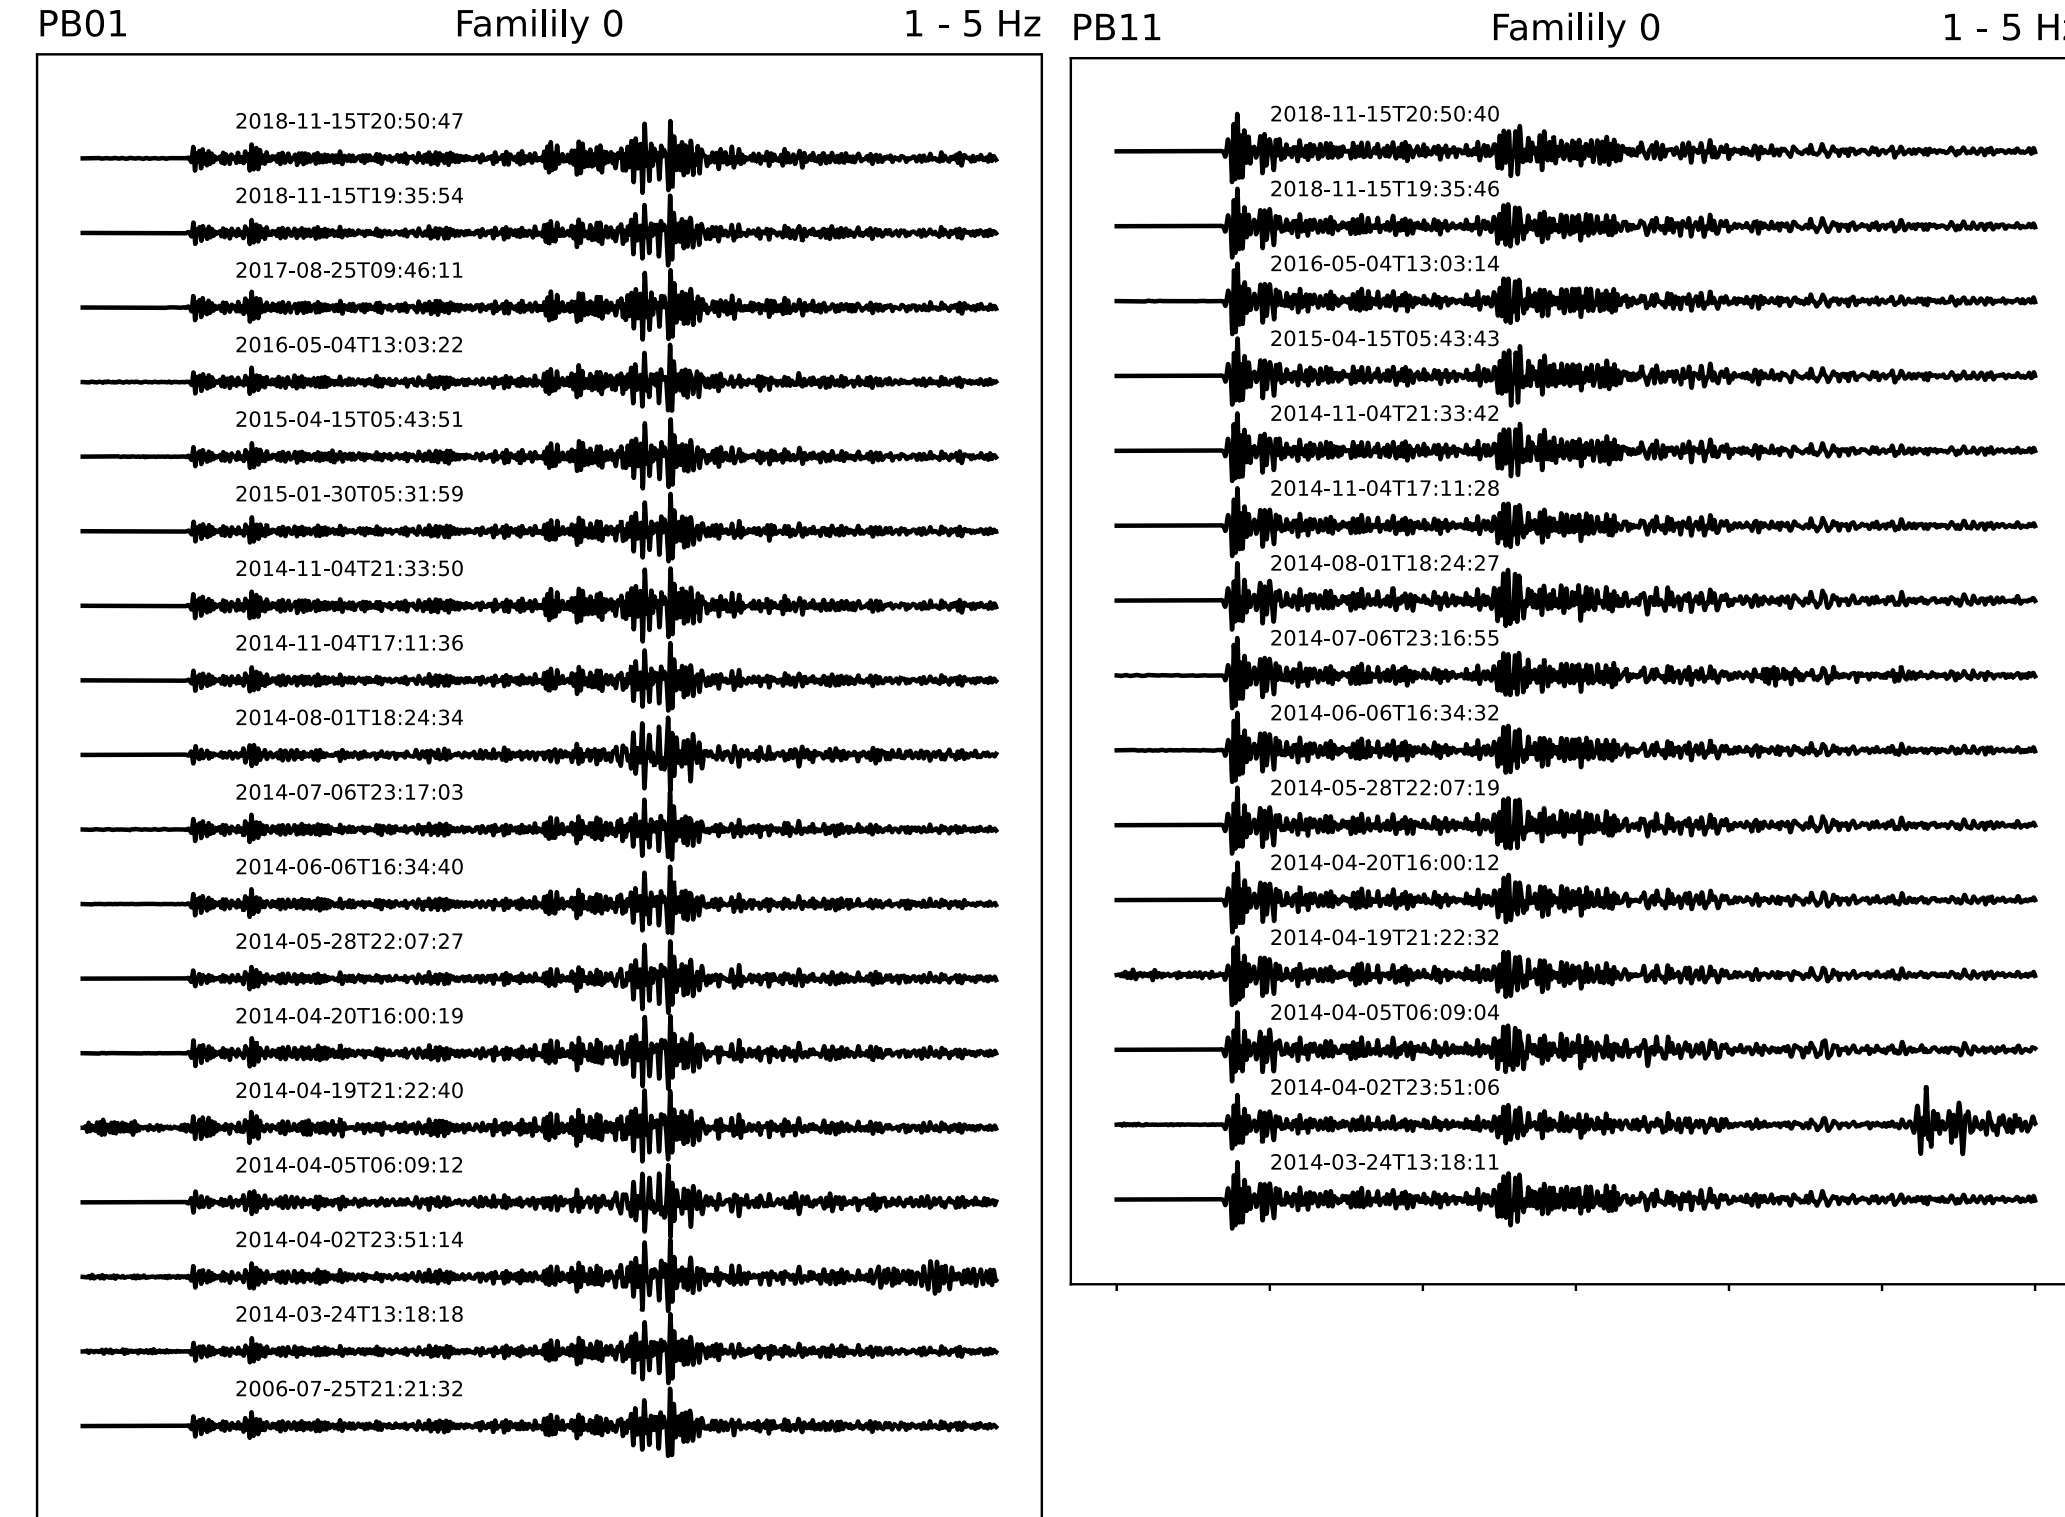 PB01 Famililly 0 1 - 5 Hz
2018-11-15T20:50:47
2018-11-15T19:35:54
2017-08-25T09:46:11
2016-05-04T13:03:22
2015-04-15T05:43:51
2015-01-30T05:31:59
2014-11-04T21:33:50
2014-11-04T17:11:36
2014-08-01T18:24:34
2014-07-06T23:17:03
2014-06-06T16:34:40
2014-05-28T22:07:27
2014-04-20T16:00:19
2014-04-19T21:22:40
2014-04-05T06:09:12
2014-04-02T23:51:14
2014-03-24T13:18:18
2006-07-25T21:21:32
PB11 Famililly 0 1 - 5 Hz
2018-11-15T20:50:40
2018-11-15T19:35:46
2016-05-04T13:03:14
2015-04-15T05:43:43
2014-11-04T21:33:42
2014-11-04T17:11:28
2014-08-01T18:24:27
2014-07-06T23:16:55
2014-06-06T16:34:32
2014-05-28T22:07:19
2014-04-20T16:00:12
2014-04-19T21:22:32
2014-04-05T06:09:04
2014-04-02T23:51:06
2014-03-24T13:18:11